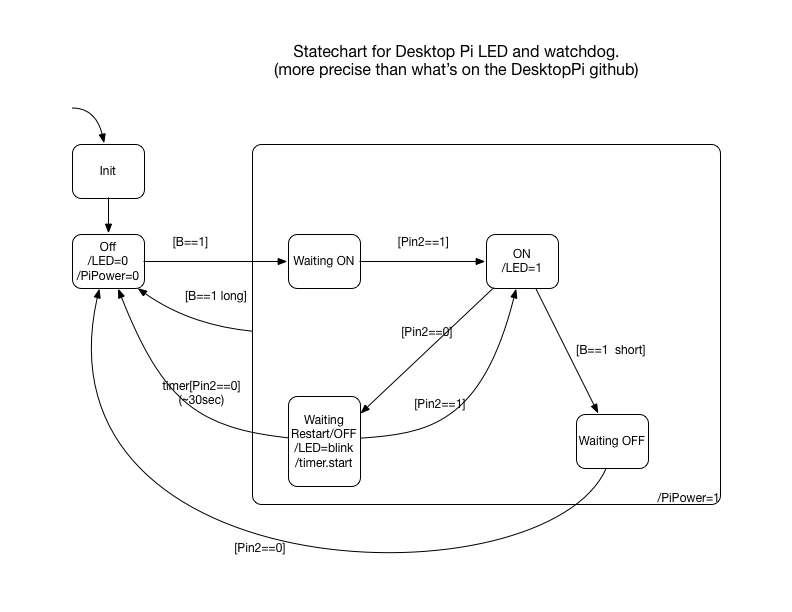 Statechart for Desktop Pi LED and watchdog.
(more precise than what's on the DesktopPi github)
Init
Off
/LED=0
/PiPower=0
[B==1]
Waiting ON
[Pin2==1]
ON
/LED=1
[B==1 long]
[Pin2==0]
[B==1  short]
timer[Pin2==0]
(~30sec)
[Pin2==1]
Waiting
Restart/OFF
/LED=blink
/timer.start
Waiting OFF
/PiPower=1
[Pin2==0]